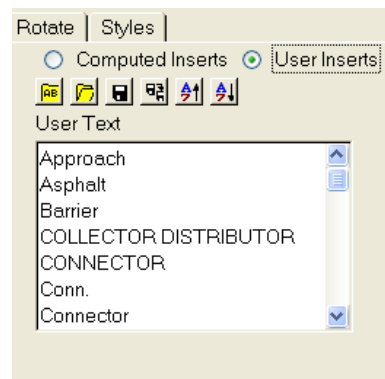 Rotate Styles
Computed Inserts User Inserts
User Text
Approach
Asphalt
Barrier
COLLECTOR DISTRIBUTOR
CONNECTOR
Conn.
Connector